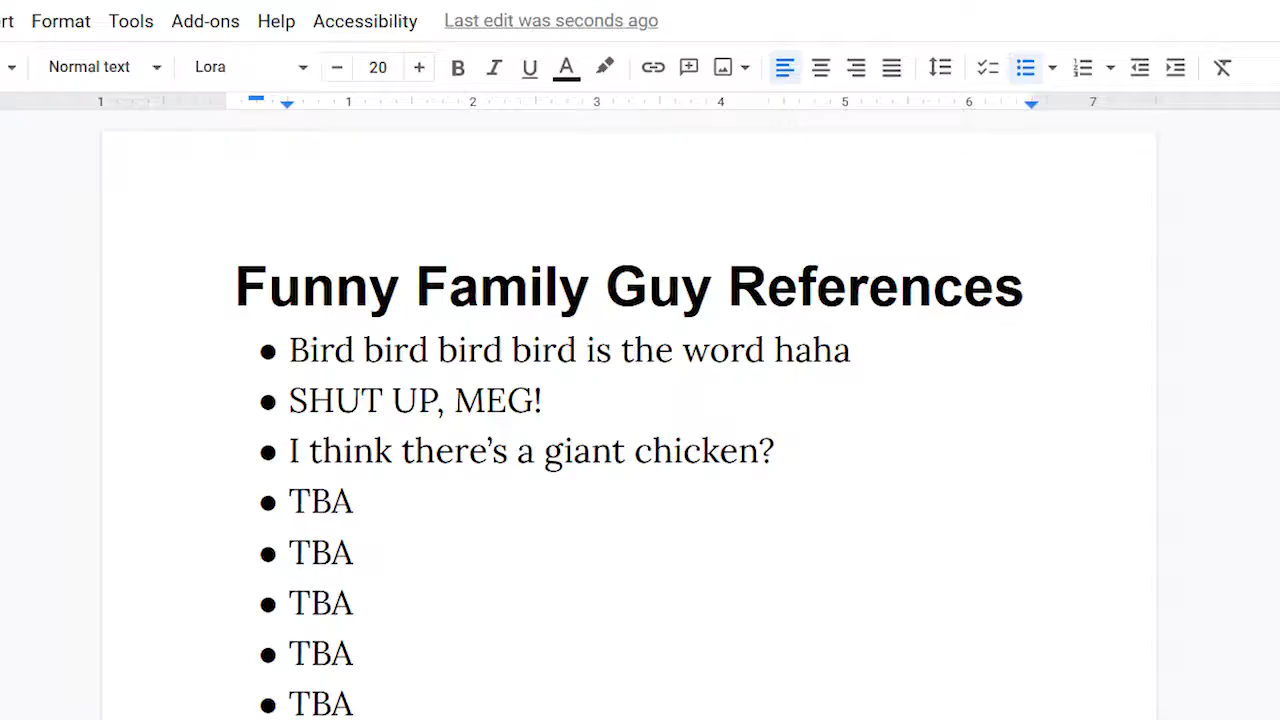 rt Format Tools Add-ons Help Accessibility Last edit was seconds ago
Normal text Lora 20 B I U A
1 1 2 3 4 5 6 7
Funny Family Guy References
● Bird bird bird bird is the word haha
● SHUT UP, MEG!
● I think there’s a giant chicken?
● TBA
● TBA
● TBA
● TBA
● TBA